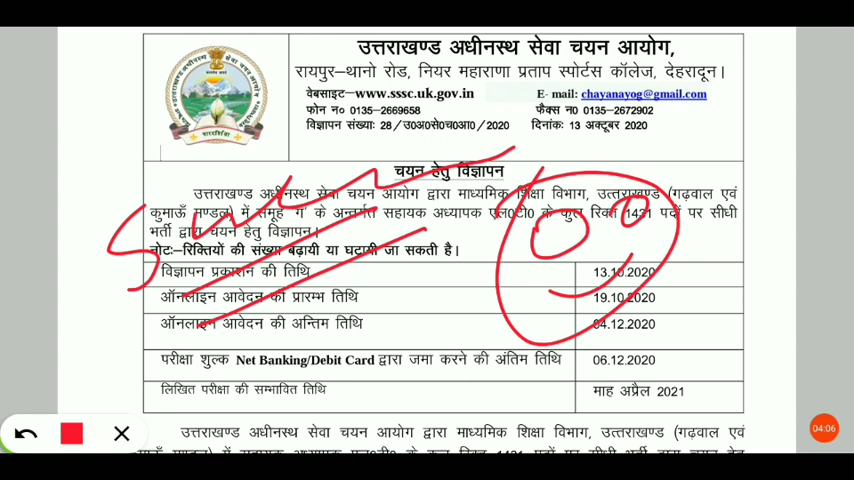 उत्तराखण्ड अधीनस्थ सेवा चयन आयोग,
रायपुर–थानो रोड, नियर महाराणा प्रताप स्पोर्टस कॉलेज, देहरादून।
वेबसाइट–www.sssc.uk.gov.in E- mail: chayanayog@gmail.com
फोन न० 0135-2669658 फैक्स न0 0135-2672902
विज्ञापन संख्याः 28/उ0अ0से0च0आ0/2020 दिनांकः 13 अक्टूबर 2020
चयन हेतु विज्ञापन
उत्तराखण्ड अधीनस्थ सेवा चयन आयोग द्वारा माध्यमिक शिक्षा विभाग, उत्तराखण्ड (गढ़वाल एवं
कुमाऊँ मण्डल) में समूह 'ग' के अन्तर्गत सहायक अध्यापक एल0टी0 के कुल रिक्त 1431 पदों पर सीधी
भर्ती द्वारा चयन हेतु विज्ञापन।
नोटः–रिक्तियों की संख्या बढ़ायी या घटायी जा सकती है।
विज्ञापन प्रकाशन की तिथि 13.10.2020
ऑनलाइन आवेदन की प्रारम्भ तिथि 19.10.2020
ऑनलाइन आवेदन की अन्तिम तिथि 04.12.2020
परीक्षा शुल्क Net Banking/Debit Card द्वारा जमा करने की अंतिम तिथि 06.12.2020
लिखित परीक्षा की सम्भावित तिथि माह अप्रैल 2021
उत्तराखण्ड अधीनस्थ सेवा चयन आयोग द्वारा माध्यमिक शिक्षा विभाग, उत्तराखण्ड (गढ़वाल एवं
04:06